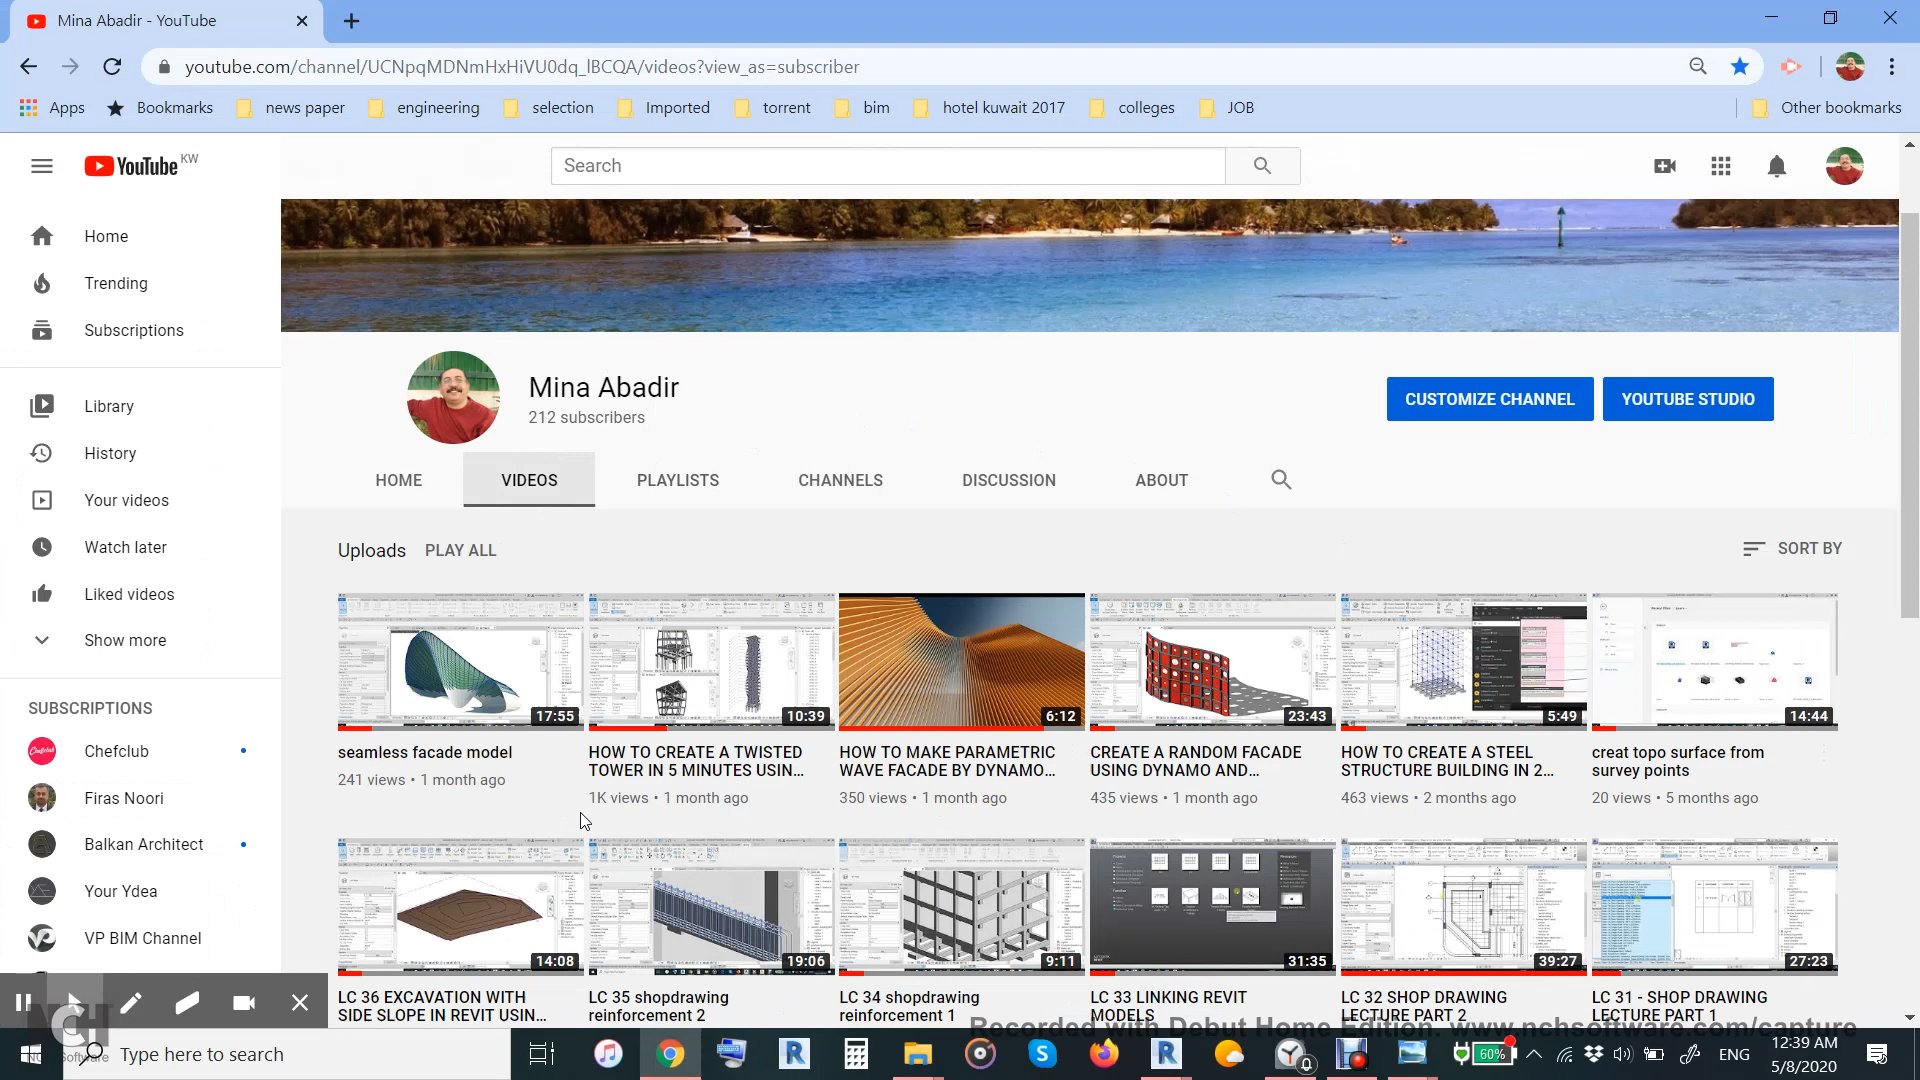 Mina Abadir - YouTube
youtube.com/channel/UCNpqMDNmHxHiVU0dq_lBCQA/videos?view_as=subscriber
Apps Bookmarks news paper engineering selection Imported torrent bim hotel kuwait 2017 colleges JOB Other bookmarks
YouTube KW
Search
Home
Trending
Subscriptions
Library
History
Your videos
Watch later
Liked videos
Show more
SUBSCRIPTIONS
Chefclub
Firas Noori
Balkan Architect
Your Ydea
VP BIM Channel
Mina Abadir
212 subscribers
CUSTOMIZE CHANNEL
YOUTUBE STUDIO
HOME VIDEOS PLAYLISTS CHANNELS DISCUSSION ABOUT
Uploads PLAY ALL
SORT BY
17:55
seamless facade model
241 views • 1 month ago
10:39
HOW TO CREATE A TWISTED
TOWER IN 5 MINUTES USIN...
1K views • 1 month ago
6:12
HOW TO MAKE PARAMETRIC
WAVE FACADE BY DYNAMO...
350 views • 1 month ago
23:43
CREATE A RANDOM FACADE
USING DYNAMO AND...
435 views • 1 month ago
5:49
HOW TO CREATE A STEEL
STRUCTURE BUILDING IN 2...
463 views • 2 months ago
14:44
creat topo surface from
survey points
20 views • 5 months ago
14:08
LC 36 EXCAVATION WITH
SIDE SLOPE IN REVIT USIN...
19:06
LC 35 shopdrawing
reinforcement 2
9:11
LC 34 shopdrawing
reinforcement 1
31:35
LC 33 LINKING REVIT
MODELS
39:27
LC 32 SHOP DRAWING
LECTURE PART 2
27:23
LC 31 - SHOP DRAWING
LECTURE PART 1
Recorded with Debut Home Edition. www.nchsoftware.com/capture
NCH
NCH Software
Type here to search
60%
ENG
12:39 AM
5/8/2020